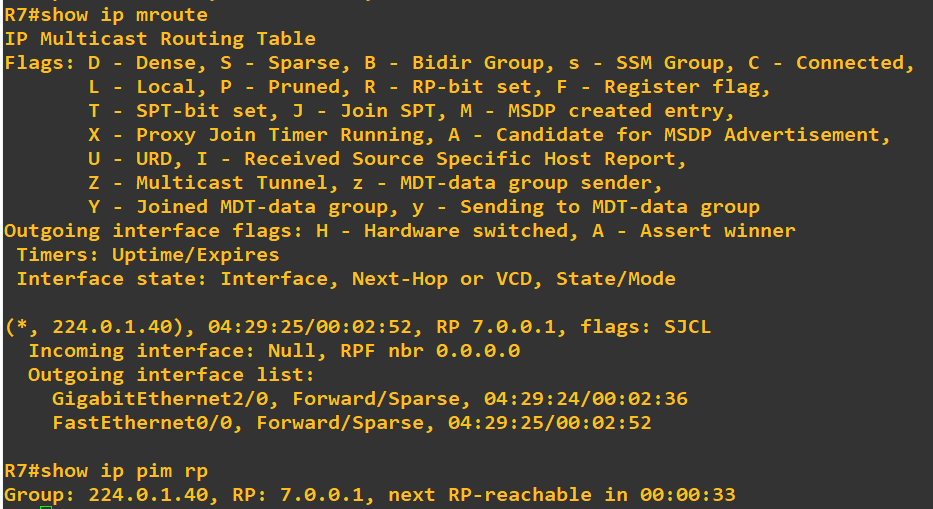 R7#show ip mroute
IP Multicast Routing Table
Flags: D - Dense, S - Sparse, B - Bidir Group, s - SSM Group, C - Connected,
       L - Local, P - Pruned, R - RP-bit set, F - Register flag,
       T - SPT-bit set, J - Join SPT, M - MSDP created entry,
       X - Proxy Join Timer Running, A - Candidate for MSDP Advertisement,
       U - URD, I - Received Source Specific Host Report,
       Z - Multicast Tunnel, z - MDT-data group sender,
       Y - Joined MDT-data group, y - Sending to MDT-data group
Outgoing interface flags: H - Hardware switched, A - Assert winner
 Timers: Uptime/Expires
 Interface state: Interface, Next-Hop or VCD, State/Mode
(*, 224.0.1.40), 04:29:25/00:02:52, RP 7.0.0.1, flags: SJCL
  Incoming interface: Null, RPF nbr 0.0.0.0
  Outgoing interface list:
    GigabitEthernet2/0, Forward/Sparse, 04:29:24/00:02:36
    FastEthernet0/0, Forward/Sparse, 04:29:25/00:02:52
R7#show ip pim rp
Group: 224.0.1.40, RP: 7.0.0.1, next RP-reachable in 00:00:33